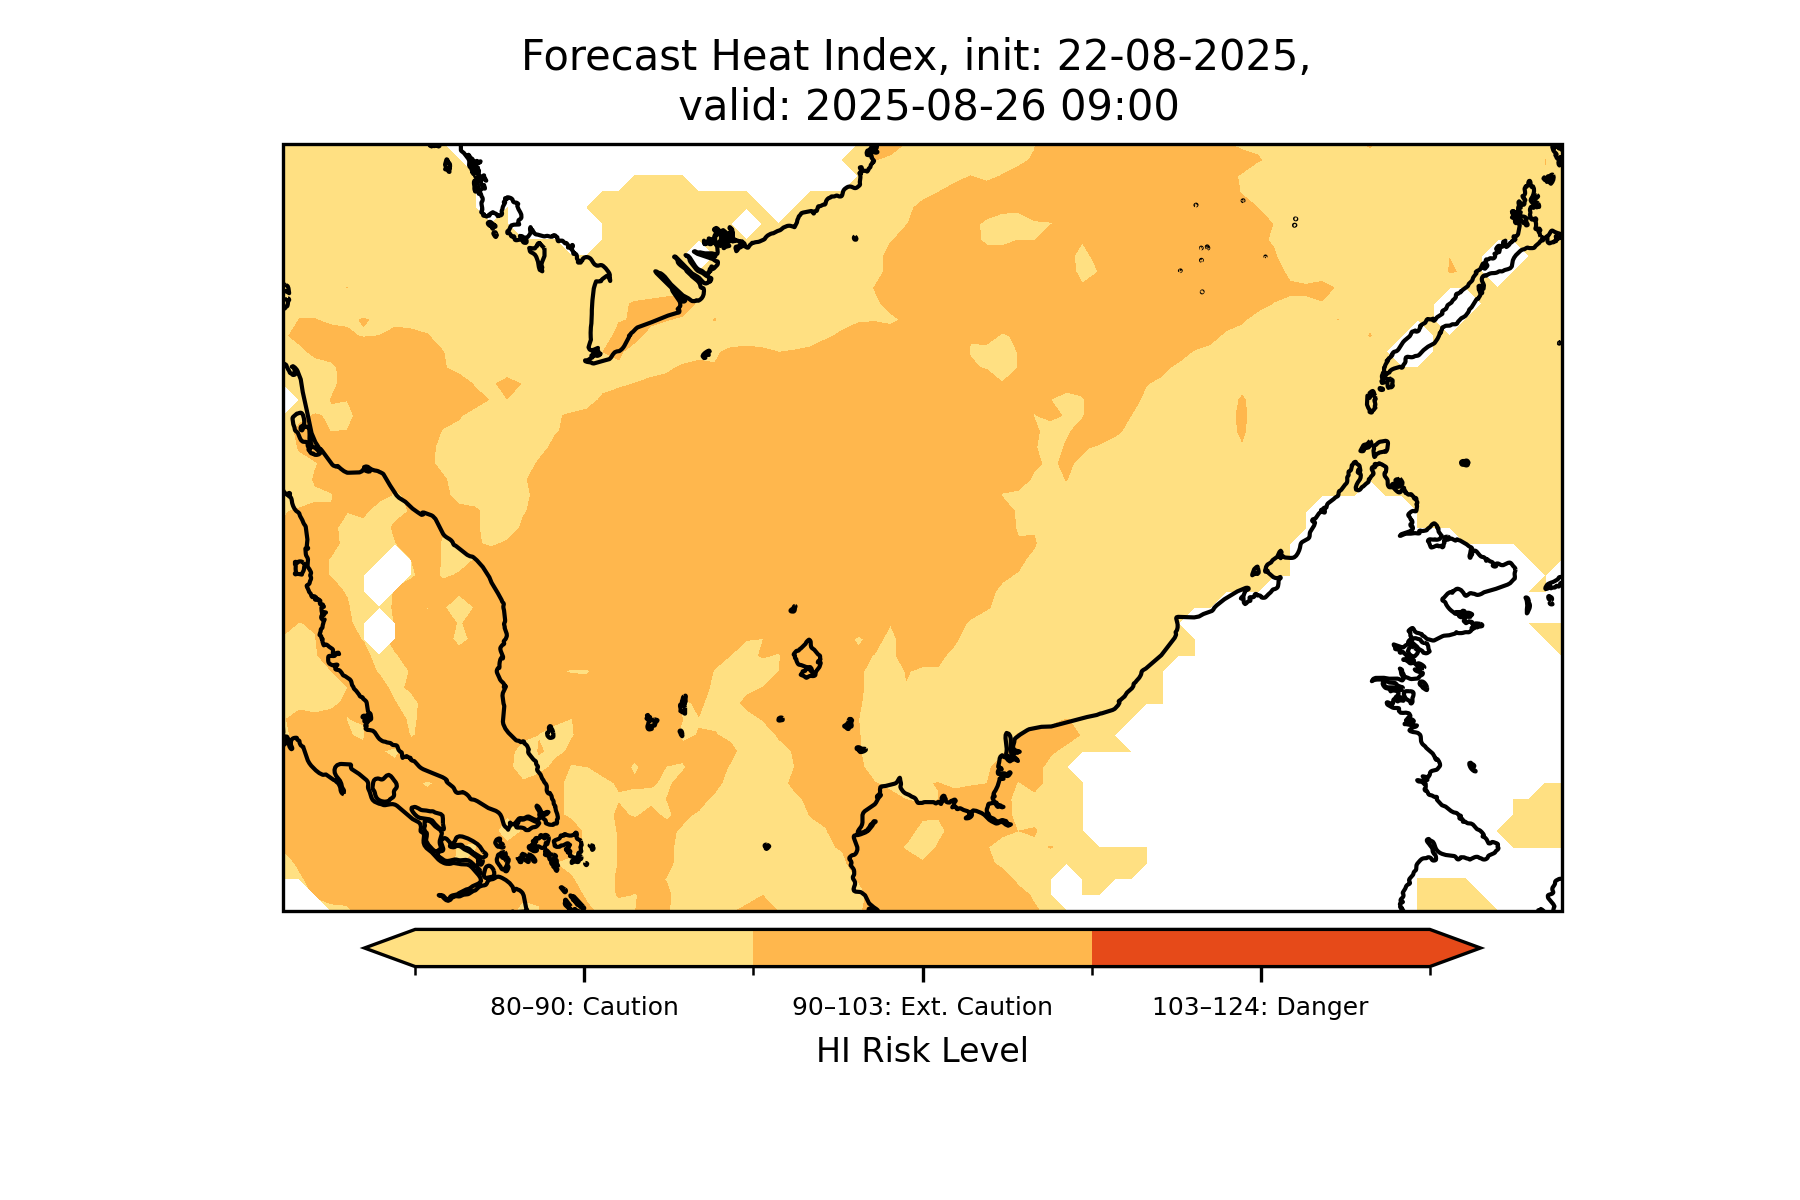 Forecast Heat Index, init: 22-08-2025,
valid: 2025-08-26 09:00
80–90: Caution
90–103: Ext. Caution
103–124: Danger
HI Risk Level